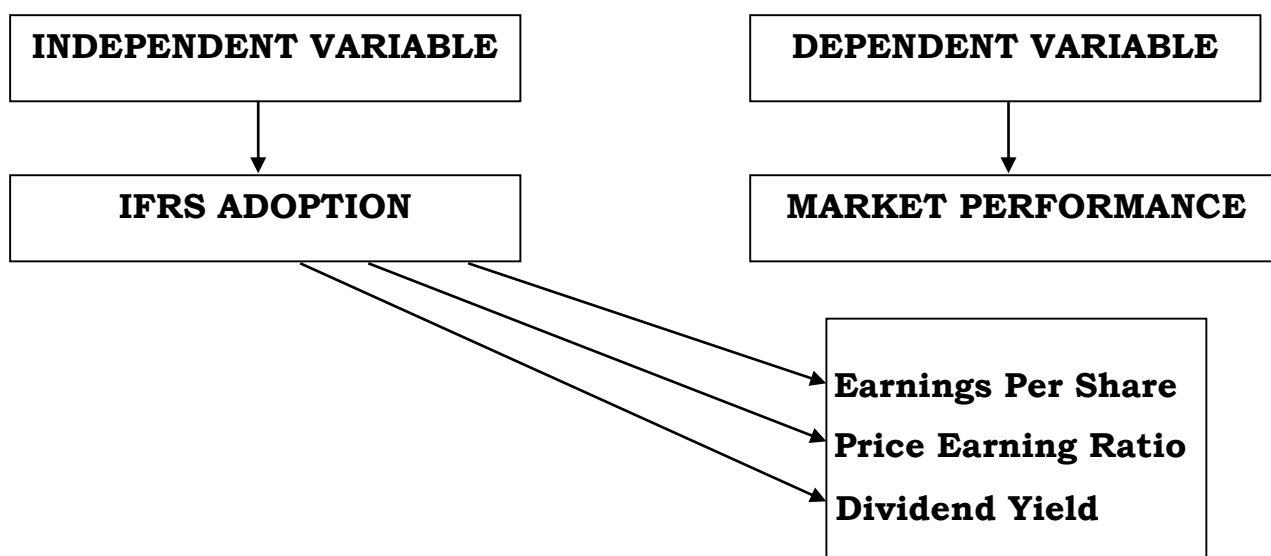 INDEPENDENT VARIABLE
DEPENDENT VARIABLE
IFRS ADOPTION
MARKET PERFORMANCE
Earnings Per Share
Price Earning Ratio
Dividend Yield